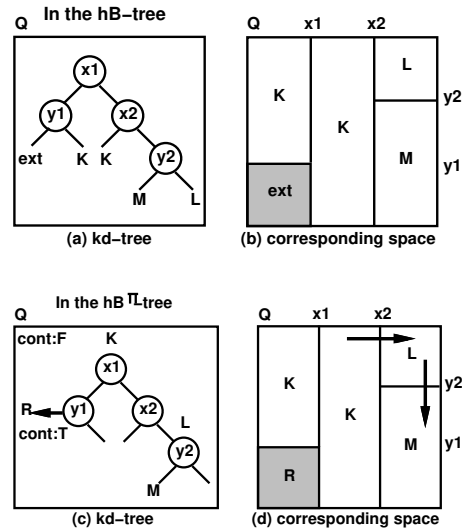 In the hB-tree
Q
x1
y1
x2
ext
K
K
y2
M
L
(a) kd-tree
Q
x1
x2
K
K
L
y2
M
y1
ext
(b) corresponding space
In the hBΠ-tree
Q
cont:F
K
x1
R
y1
x2
cont:T
L
y2
M
(c) kd-tree
Q
x1
x2
L
K
K
y2
M
y1
R
(d) corresponding space